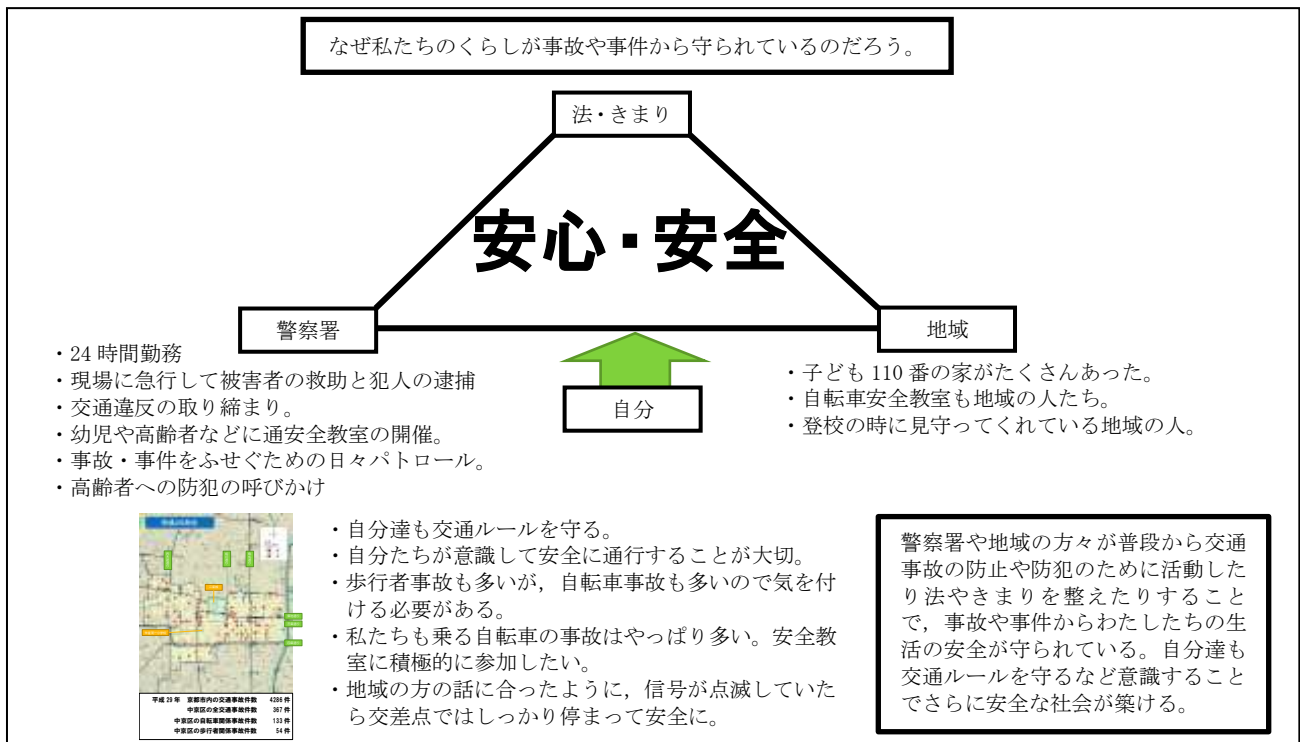 なぜ私たちのくらしが事故や事件から守られているのだろう。
法・きまり
安心・安全
警察署
地域
自分
・24時間勤務
・現場に急行して被害者の救助と犯人の逮捕
・交通違反の取り締まり。
・幼児や高齢者などに通安全教室の開催。
・事故・事件をふせぐための日々パトロール。
・高齢者への防犯の呼びかけ
・子ども110番の家がたくさんあった。
・自転車安全教室も地域の人たち。
・登校の時に見守ってくれている地域の人。
平成29年 京都市内の交通事故件数 4286件
中京区の全交通事故件数 367件
中京区の自転車関係事故件数 133件
中京区の歩行者関係事故件数 54件
・自分達も交通ルールを守る。
・自分たちが意識して安全に通行することが大切。
・歩行者事故も多いが，自転車事故も多いので気を付
ける必要がある。
・私たちも乗る自転車の事故はやっぱり多い。安全教
室に積極的に参加したい。
・地域の方の話に合ったように，信号が点滅していた
ら交差点ではしっかり停まって安全に。
警察署や地域の方々が普段から交通
事故の防止や防犯のために活動した
り法やきまりを整えたりすること
で，事故や事件からわたしたちの生
活の安全が守られている。自分達も
交通ルールを守るなど意識すること
でさらに安全な社会が築ける。